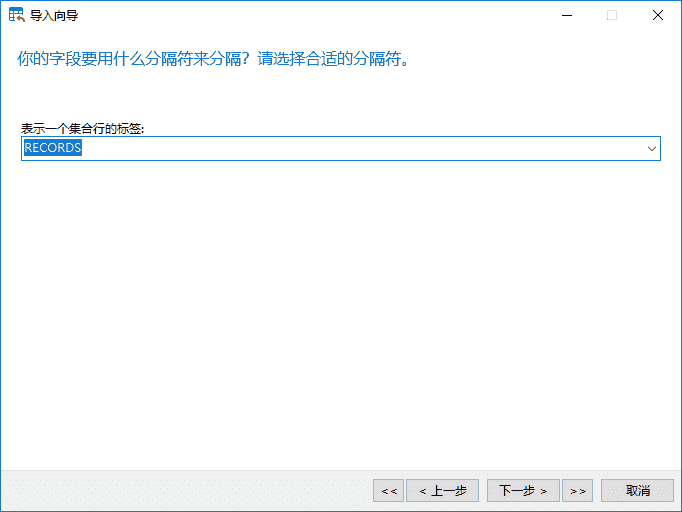 导入向导
你的字段要用什么分隔符来分隔？请选择合适的分隔符。
表示一个集合行的标签:
RECORDS
<< < 上一步 下一步 > >> 取消